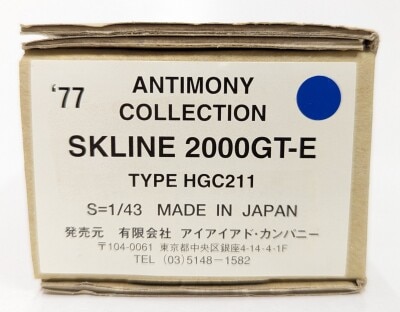 '77
ANTIMONY
COLLECTION
SKLINE 2000GT-E
TYPE HGC211
S=1/43 MADE IN JAPAN
発売元 有限会社 アイアイアド・カンパニー
〒104-0061 東京都中央区銀座4-14-4-1F
TEL (03)5148-1582